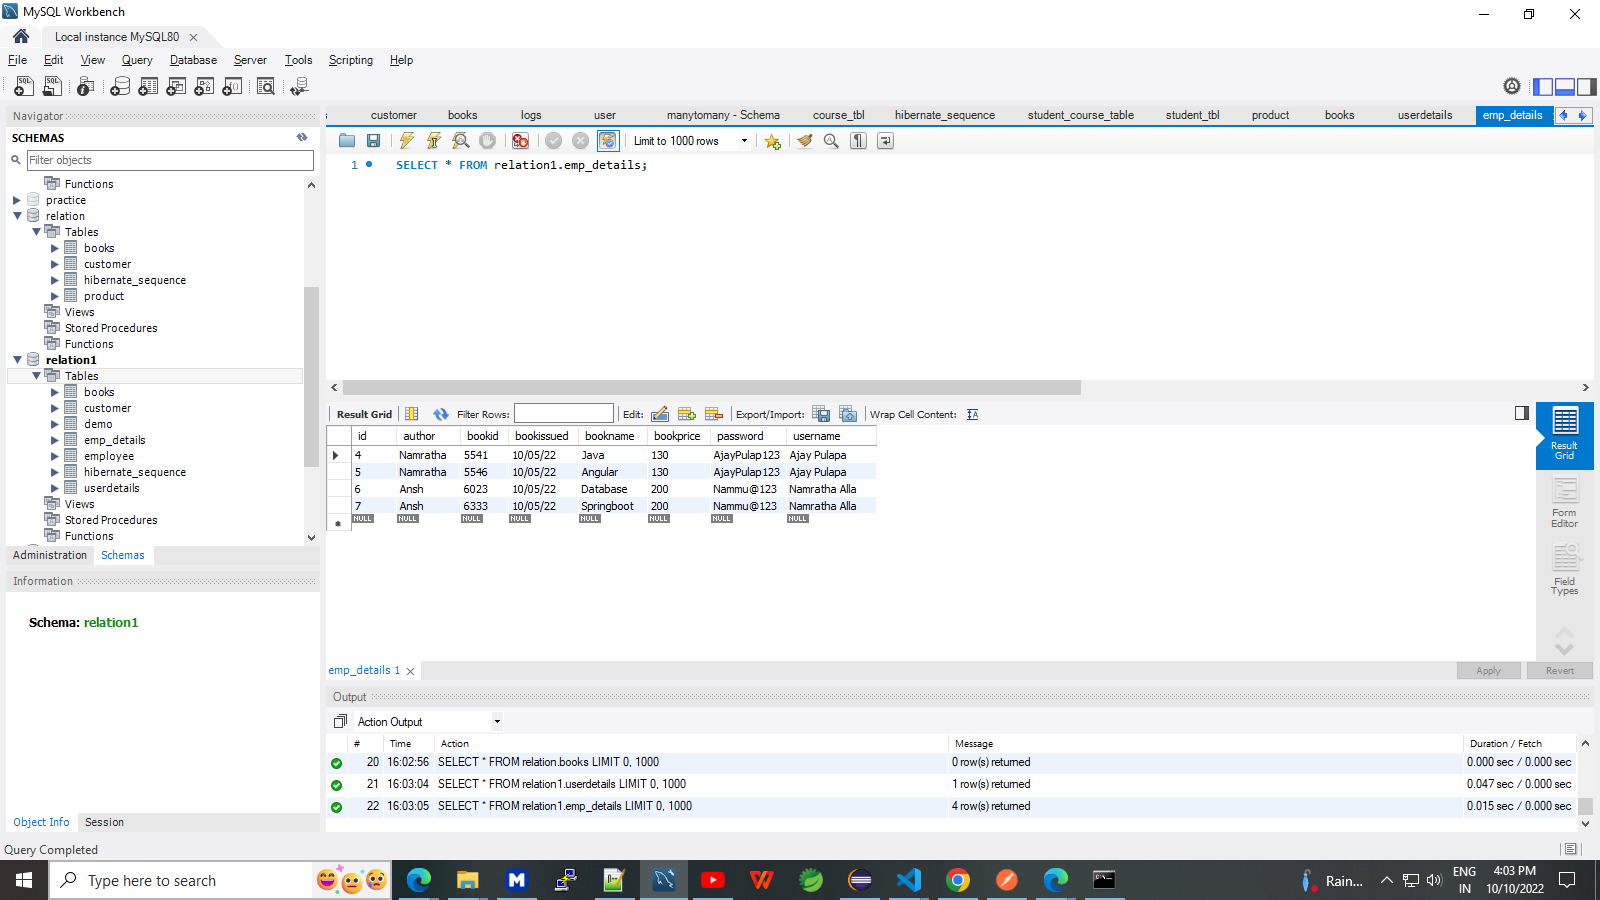 MySQL Workbench
Local instance MySQL80
File Edit View Query Database Server Tools Scripting Help
Navigator
SCHEMAS
Filter objects
Functions
practice
relation
Tables
books
customer
hibernate_sequence
product
Views
Stored Procedures
Functions
relation1
Tables
books
customer
demo
emp_details
employee
hibernate_sequence
userdetails
Views
Stored Procedures
Functions
Administration Schemas
Information
Schema: relation1
Object Info Session
s customer books logs user manytomany - Schema course_tbl hibernate_sequence student_course_table student_tbl product books userdetails emp_details
Limit to 1000 rows
1 SELECT * FROM relation1.emp_details;
Result Grid Filter Rows: Edit: Export/Import: Wrap Cell Content:
id author bookid bookissued bookname bookprice password username
4 Namratha 5541 10/05/22 Java 130 AjayPulap123 Ajay Pulapa
5 Namratha 5546 10/05/22 Angular 130 AjayPulap123 Ajay Pulapa
6 Ansh 6023 10/05/22 Database 200 Nammu@123 Namratha Alla
7 Ansh 6333 10/05/22 Springboot 200 Nammu@123 Namratha Alla
NULL NULL NULL NULL NULL NULL NULL NULL
Result
Grid
Form
Editor
Field
Types
emp_details 1
Apply Revert
Output
Action Output
# Time Action Message Duration / Fetch
20 16:02:56 SELECT * FROM relation.books LIMIT 0, 1000 0 row(s) returned 0.000 sec / 0.000 sec
21 16:03:04 SELECT * FROM relation1.userdetails LIMIT 0, 1000 1 row(s) returned 0.047 sec / 0.000 sec
22 16:03:05 SELECT * FROM relation1.emp_details LIMIT 0, 1000 4 row(s) returned 0.015 sec / 0.000 sec
Query Completed
Type here to search
Rain...
ENG
IN
4:03 PM
10/10/2022